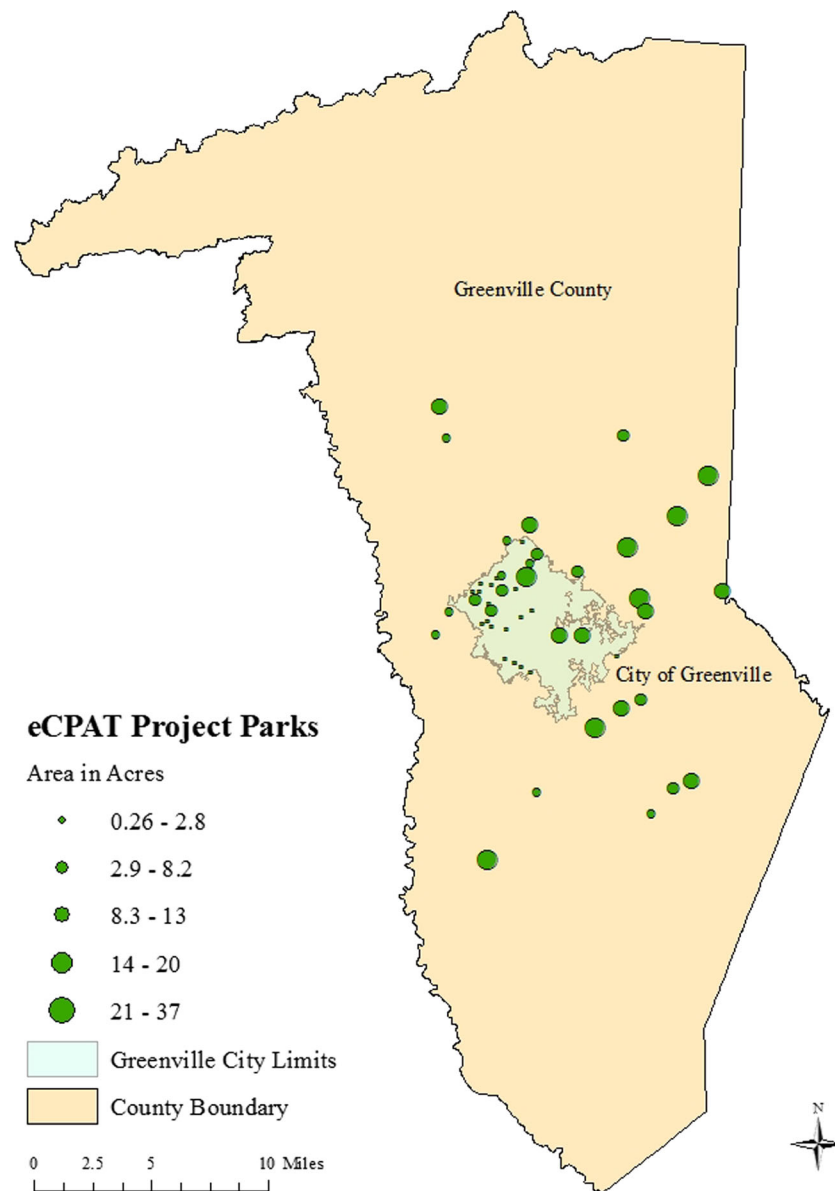 Greenville County
City of Greenville
eCPAT Project Parks
Area in Acres
0.26 - 2.8
2.9 - 8.2
8.3 - 13
14 - 20
21 - 37
Greenville City Limits
County Boundary
0 2.5 5 10 Miles
N